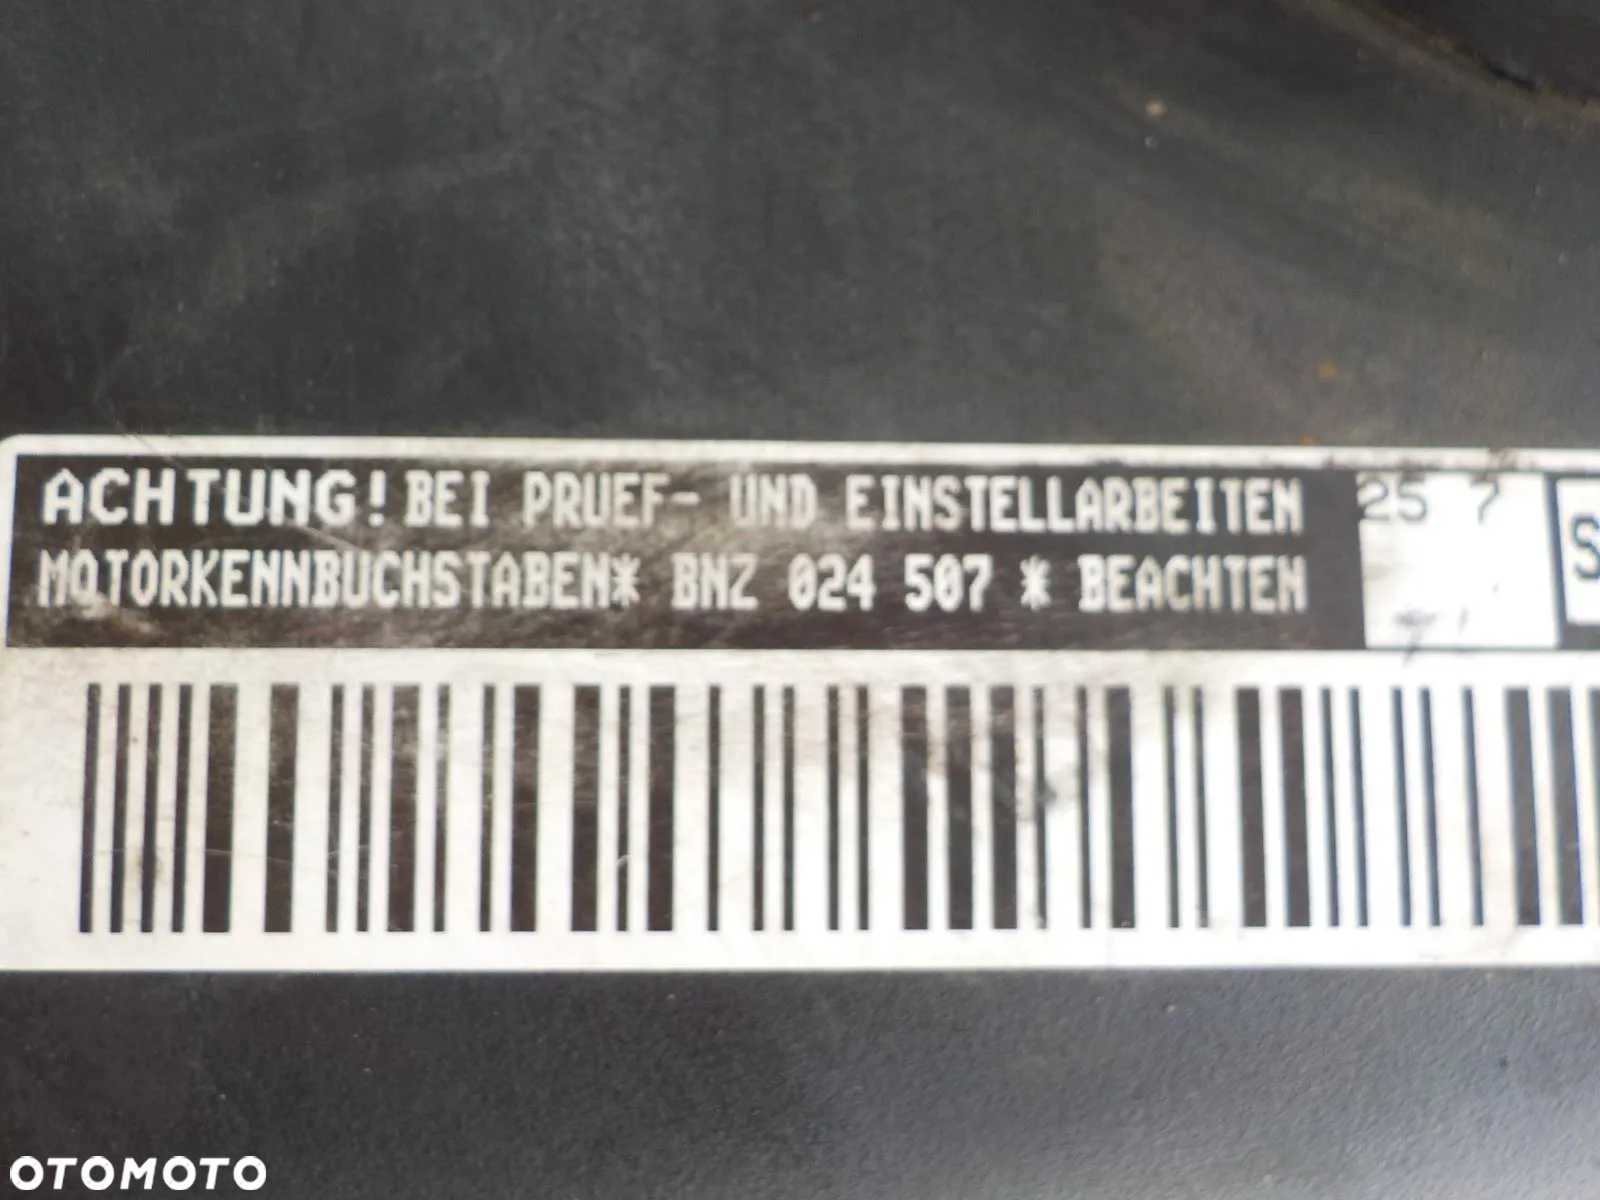 ACHTUNG! BEI PRUEF- UND EINSTELLARBEITEN 25 7 S
MOTORKENNBUCHSTABEN* BNZ 024 507 * BEACHTEN
OTOMOTO